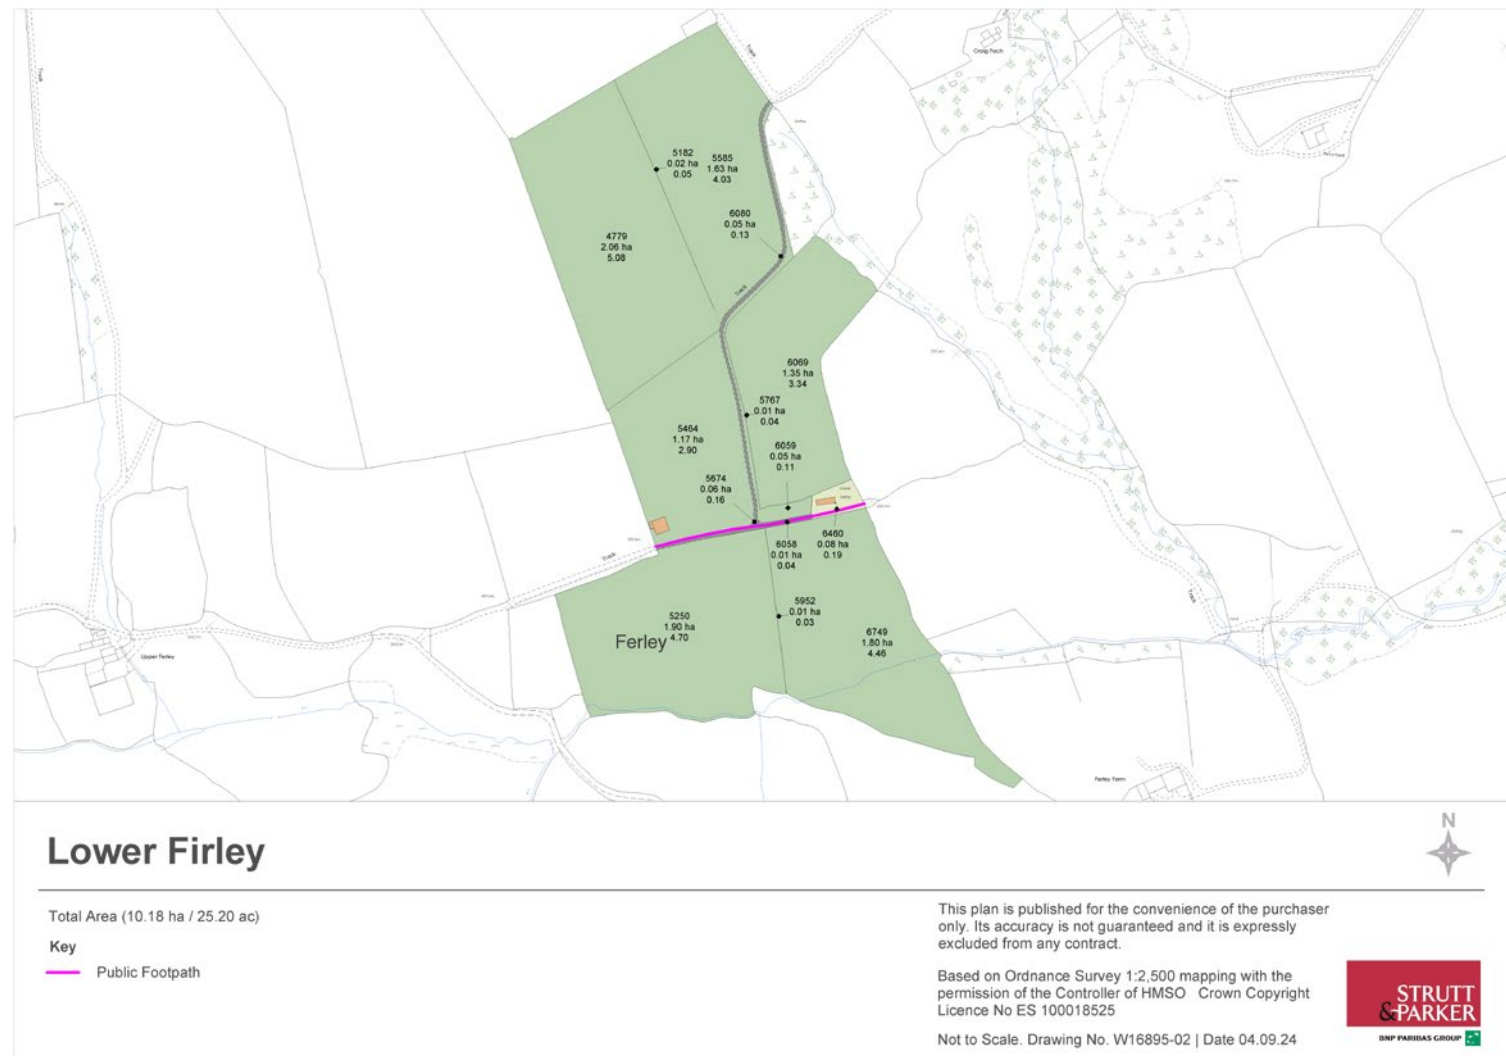 Track
Track
Craig Fach
5182
0.02 ha
0.05
5585
1.63 ha
4.03
6080
0.05 ha
0.13
4779
2.06 ha
5.08
Track
6069
1.35 ha
3.34
5767
0.01 ha
0.04
5464
1.17 ha
2.90
6059
0.05 ha
0.11
5674
0.06 ha
0.16
Lower
6058
0.01 ha
0.04
6460
0.08 ha
0.19
Track
5952
0.01 ha
0.03
5250
1.90 ha
4.70
Ferley
6749
1.80 ha
4.46
Track
Upper Ferley
Ferley Farm
Lower Firley
N
Total Area (10.18 ha / 25.20 ac)
Key
Public Footpath
This plan is published for the convenience of the purchaser
only. Its accuracy is not guaranteed and it is expressly
excluded from any contract.
Based on Ordnance Survey 1:2,500 mapping with the
permission of the Controller of HMSO Crown Copyright
Licence No ES 100018525
Not to Scale. Drawing No. W16895-02 | Date 04.09.24
STRUTT
&PARKER
BNP PARIBAS GROUP